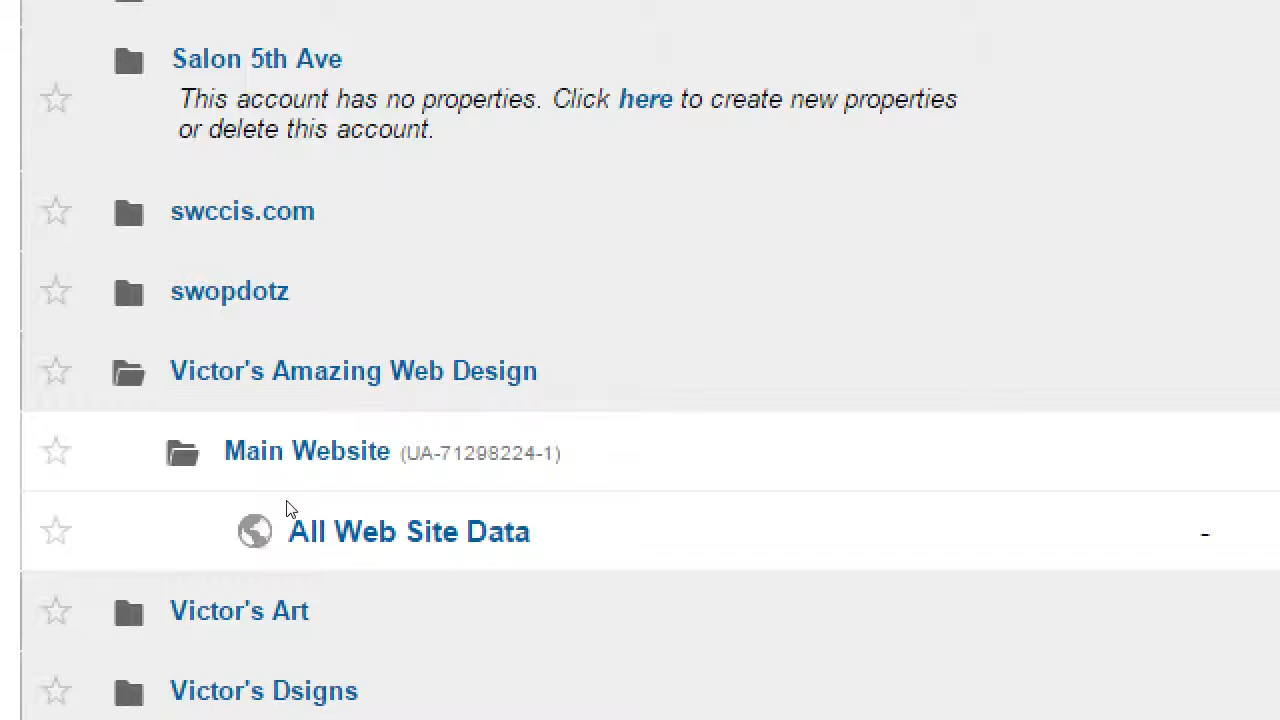 Salon 5th Ave
This account has no properties. Click here to create new properties
or delete this account.
swccis.com
swopdotz
Victor's Amazing Web Design
Main Website (UA-71298224-1)
All Web Site Data -
Victor's Art
Victor's Dsigns